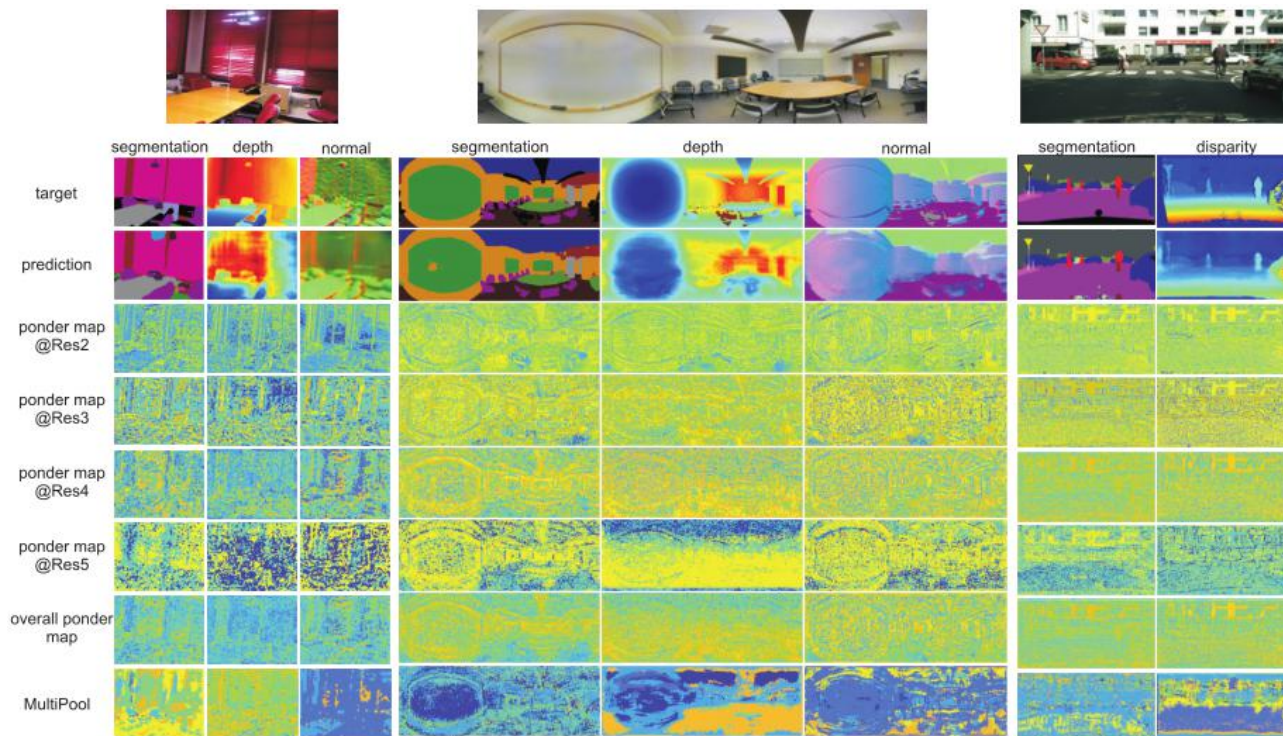 segmentation depth normal segmentation depth normal segmentation disparity
target
prediction
ponder map
@Res2
ponder map
@Res3
ponder map
@Res4
ponder map
@Res5
overall ponder
map
MultiPool